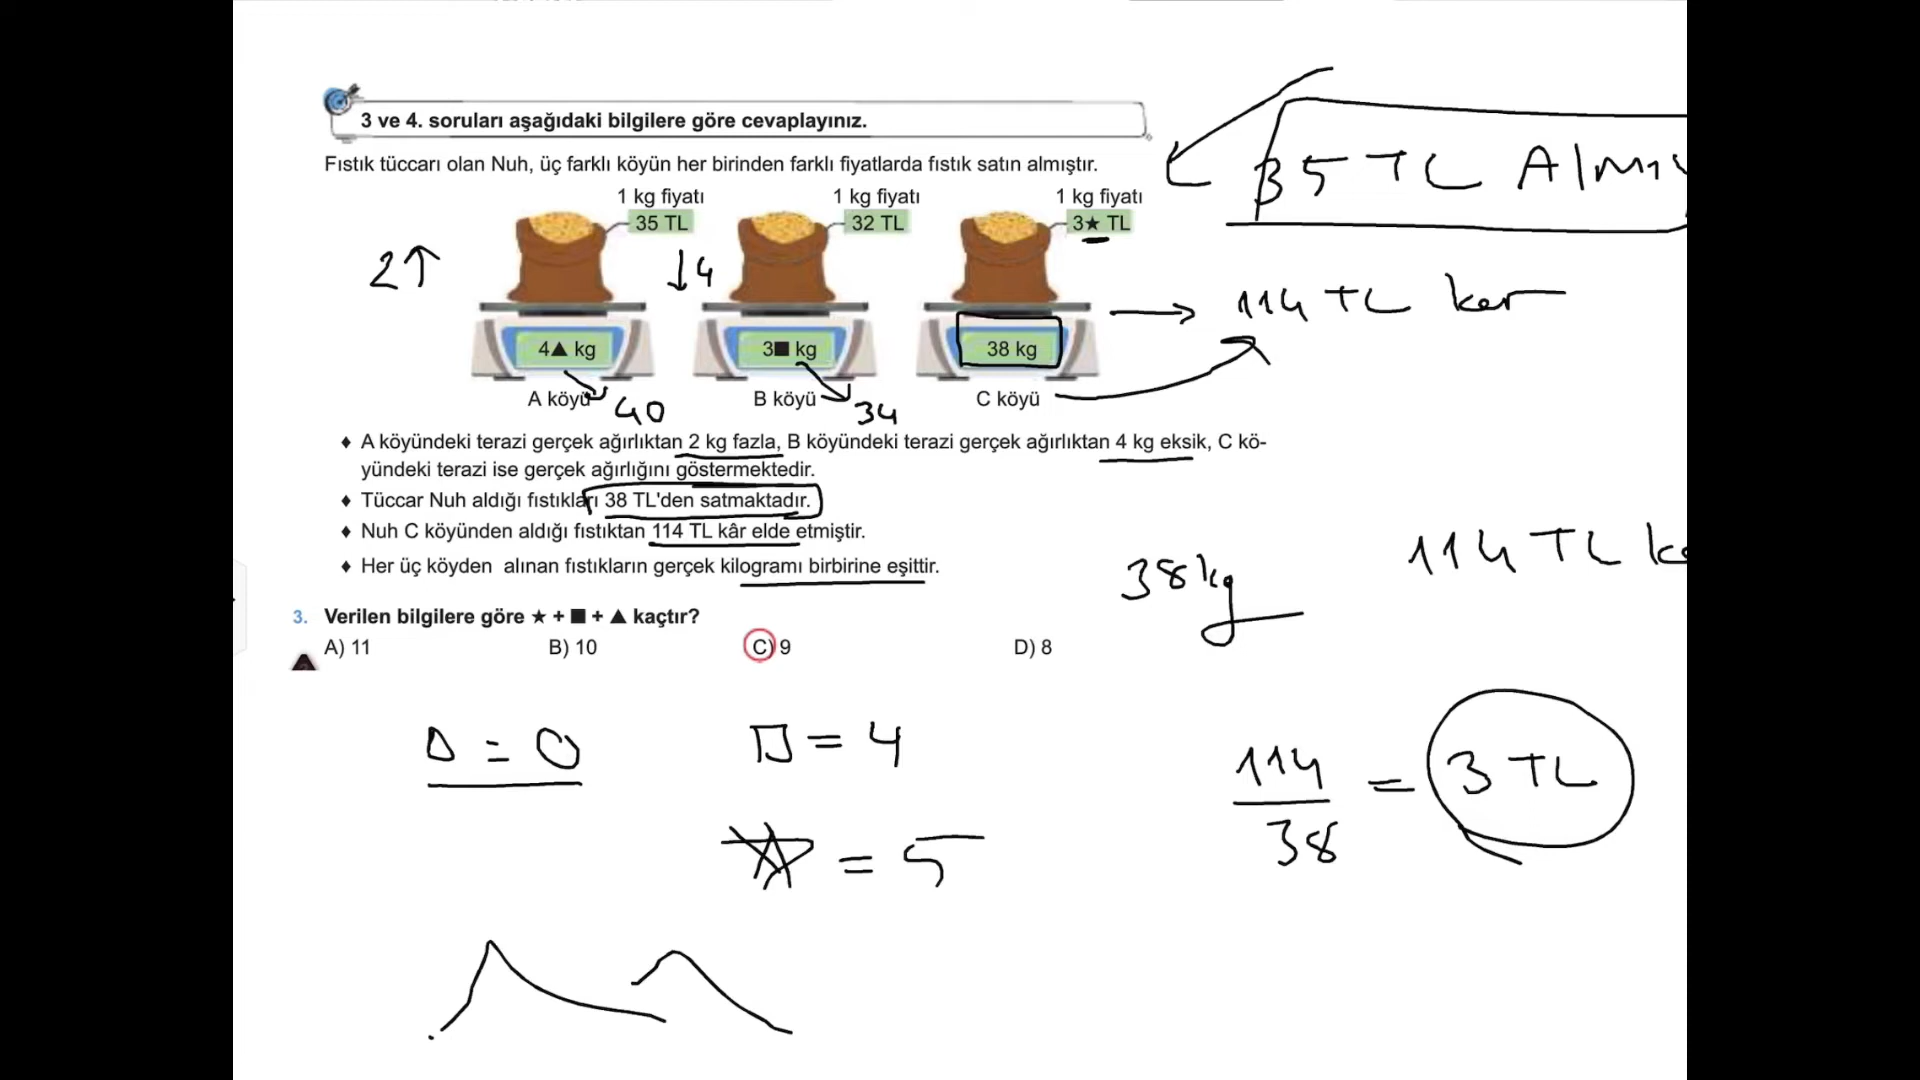 3 ve 4. soruları aşağıdaki bilgilere göre cevaplayınız.
Fıstık tüccarı olan Nuh, üç farklı köyün her birinden farklı fiyatlarda fıstık satın almıştır.
35 TL Almış
1 kg fiyatı 1 kg fiyatı 1 kg fiyatı
35 TL 32 TL 3★ TL
2↑ ↓4
→ 114 TL kar
4▲ kg 3■ kg 38 kg
A köyü B köyü C köyü
40 34
♦ A köyündeki terazi gerçek ağırlıktan 2 kg fazla, B köyündeki terazi gerçek ağırlıktan 4 kg eksik, C kö-
yündeki terazi ise gerçek ağırlığını göstermektedir.
♦ Tüccar Nuh aldığı fıstıkları 38 TL'den satmaktadır.
♦ Nuh C köyünden aldığı fıstıktan 114 TL kâr elde etmiştir.
♦ Her üç köyden alınan fıstıkların gerçek kilogramı birbirine eşittir.
38kg 114 TL ka
3. Verilen bilgilere göre ★ + ■ + ▲ kaçtır?
A) 11 B) 10 C) 9 D) 8
△ = 0 □ = 4
114
38
= 3 TL
☆ = 5